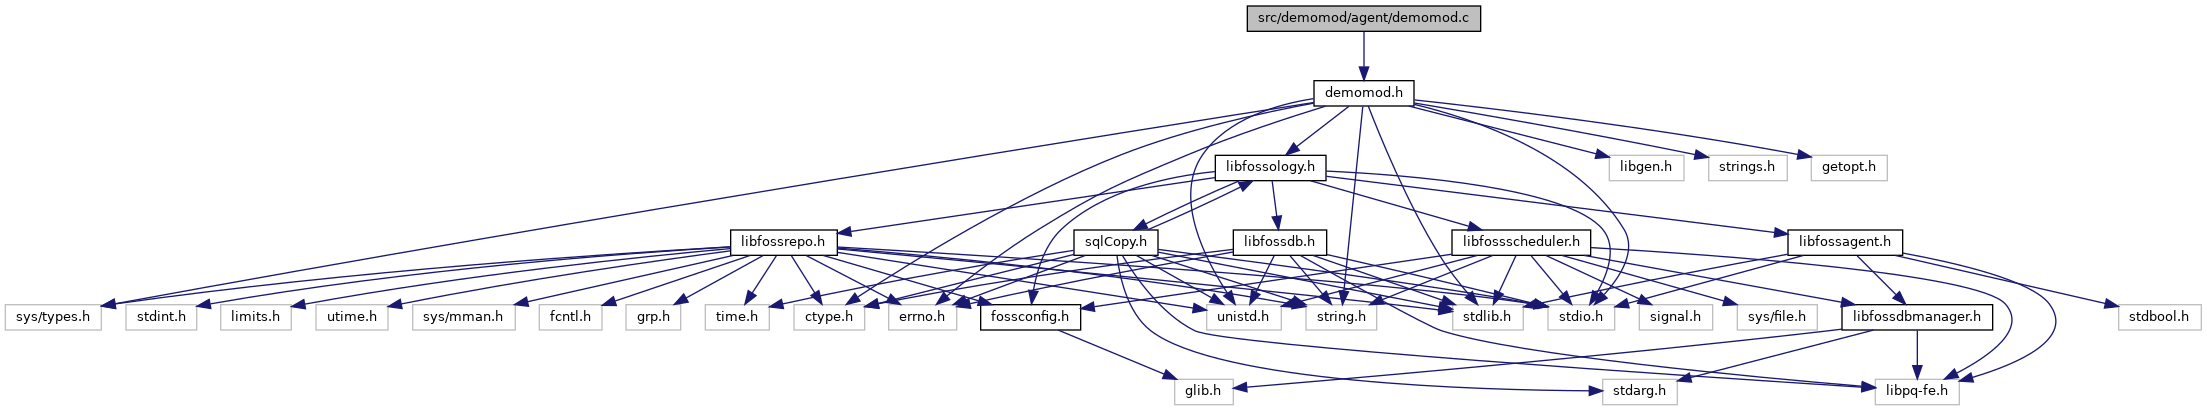 src/demomod/agent/demomod.c
demomod.h
libfossology.h
libgen.h
strings.h
getopt.h
libfossrepo.h
sqlCopy.h
libfossdb.h
libfossscheduler.h
libfossagent.h
sys/types.h
stdint.h
limits.h
utime.h
sys/mman.h
fcntl.h
grp.h
time.h
ctype.h
errno.h
fossconfig.h
unistd.h
string.h
stdlib.h
stdio.h
signal.h
sys/file.h
libfossdbmanager.h
stdbool.h
glib.h
stdarg.h
libpq-fe.h